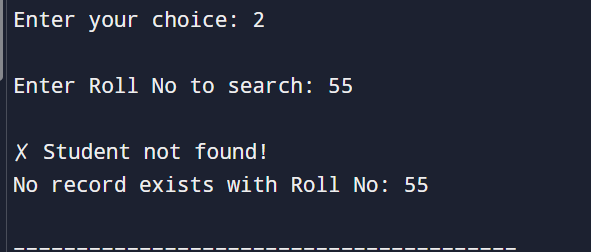 Enter your choice: 2
Enter Roll No to search: 55
✗ Student not found!
No record exists with Roll No: 55
----------------------------------------